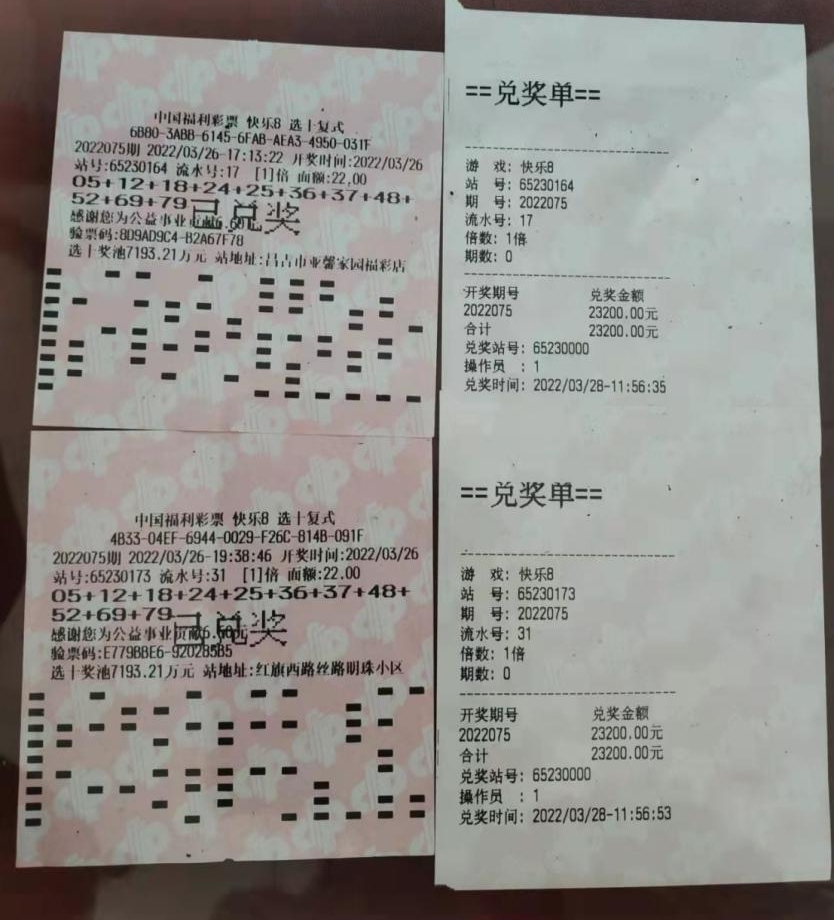 中国福利彩票 快乐8 选十复式
6B80-3ABB-6145-6FAB-AEA3-4950-031F
2022075期 2022/03/26-17:13:22 开奖时间:2022/03/26
站号:65230164 流水号:17 [1]倍 面额:22.00
05+12+18+24+25+36+37+48+
52+69+79
已兑奖
感谢您为公益事业贡献6.60元
验票码:8D9AD9C4-B2A67F78
选十奖池7193.21万元 站地址:昌吉市亚馨家园福彩店
==兑奖单==
游 戏: 快乐8
站 号: 65230164
期 号: 2022075
流水号: 17
倍数: 1倍
期数: 0
开奖期号 兑奖金额
2022075 23200.00元
合计 23200.00元
兑奖站号: 65230000
操作员 : 1
兑奖时间: 2022/03/28-11:56:35
中国福利彩票 快乐8 选十复式
4B33-04EF-6944-0029-F26C-814B-091F
2022075期 2022/03/26-19:38:46 开奖时间:2022/03/26
站号:65230173 流水号:31 [1]倍 面额:22.00
05+12+18+24+25+36+37+48+
52+69+79
已兑奖
感谢您为公益事业贡献6.60元
验票码:E779BBE6-9202B5B5
选十奖池7193.21万元 站地址:红旗西路丝路明珠小区
==兑奖单==
游 戏: 快乐8
站 号: 65230173
期 号: 2022075
流水号: 31
倍数: 1倍
期数: 0
开奖期号 兑奖金额
2022075 23200.00元
合计 23200.00元
兑奖站号: 65230000
操作员 : 1
兑奖时间: 2022/03/28-11:56:53